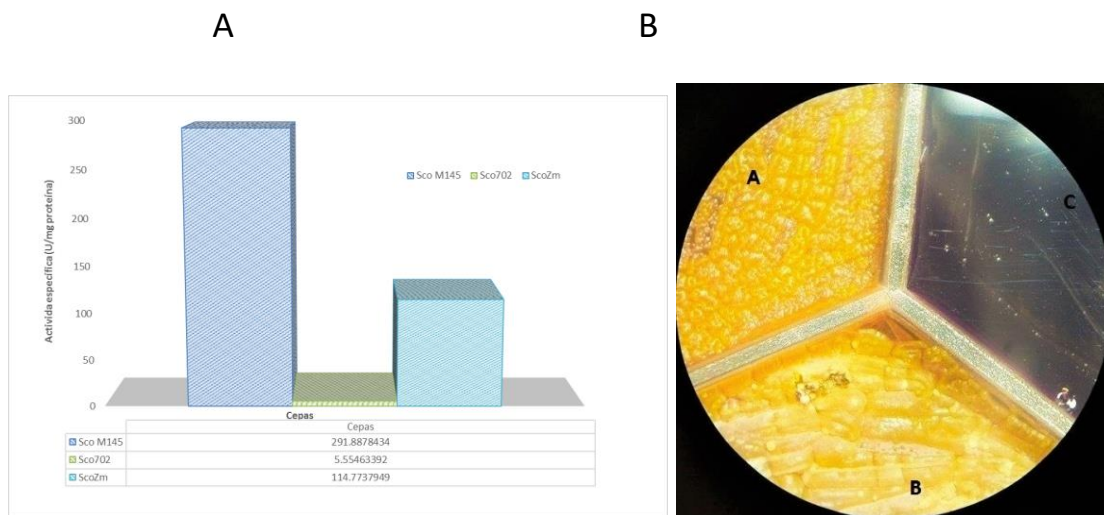 A
B
300
250
200
150
100
50
0
Activida específica (U/mg proteína)
Sco M145 Sco702 ScoZm
Cepas
Cepas
Sco M145 291.8878434
Sco702 5.55463392
ScoZm 114.7737949
A
C
B